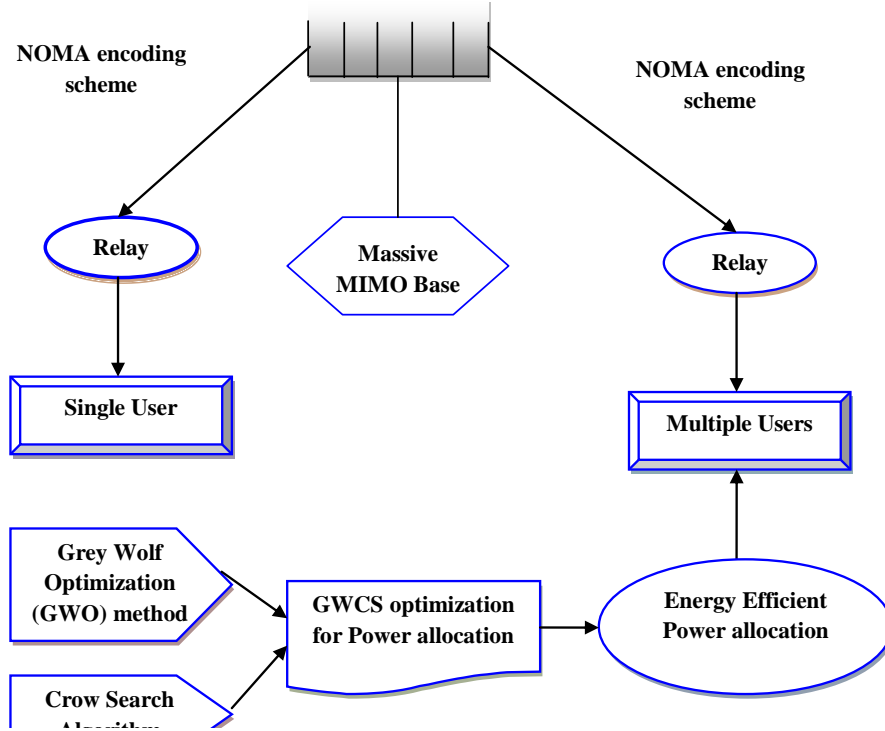 NOMA encoding
scheme
NOMA encoding
scheme
Relay
Massive
MIMO Base
Relay
Single User
Multiple Users
Grey Wolf
Optimization
(GWO) method
GWCS optimization
for Power allocation
Energy Efficient
Power allocation
Crow Search
Algorithm